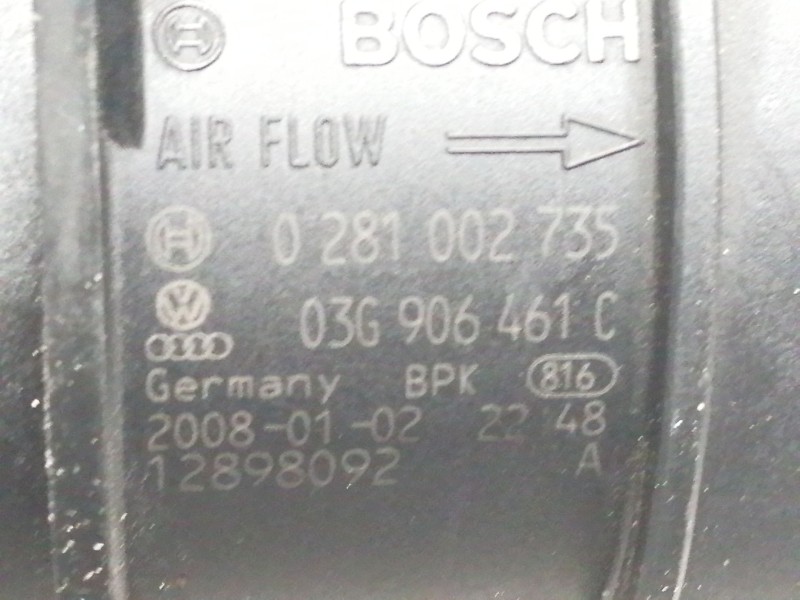 BOSCH
AIR FLOW
0 281 002 735
03G 906 461 C
Germany BPK 816
2008-01-02 22 48
12898092 A